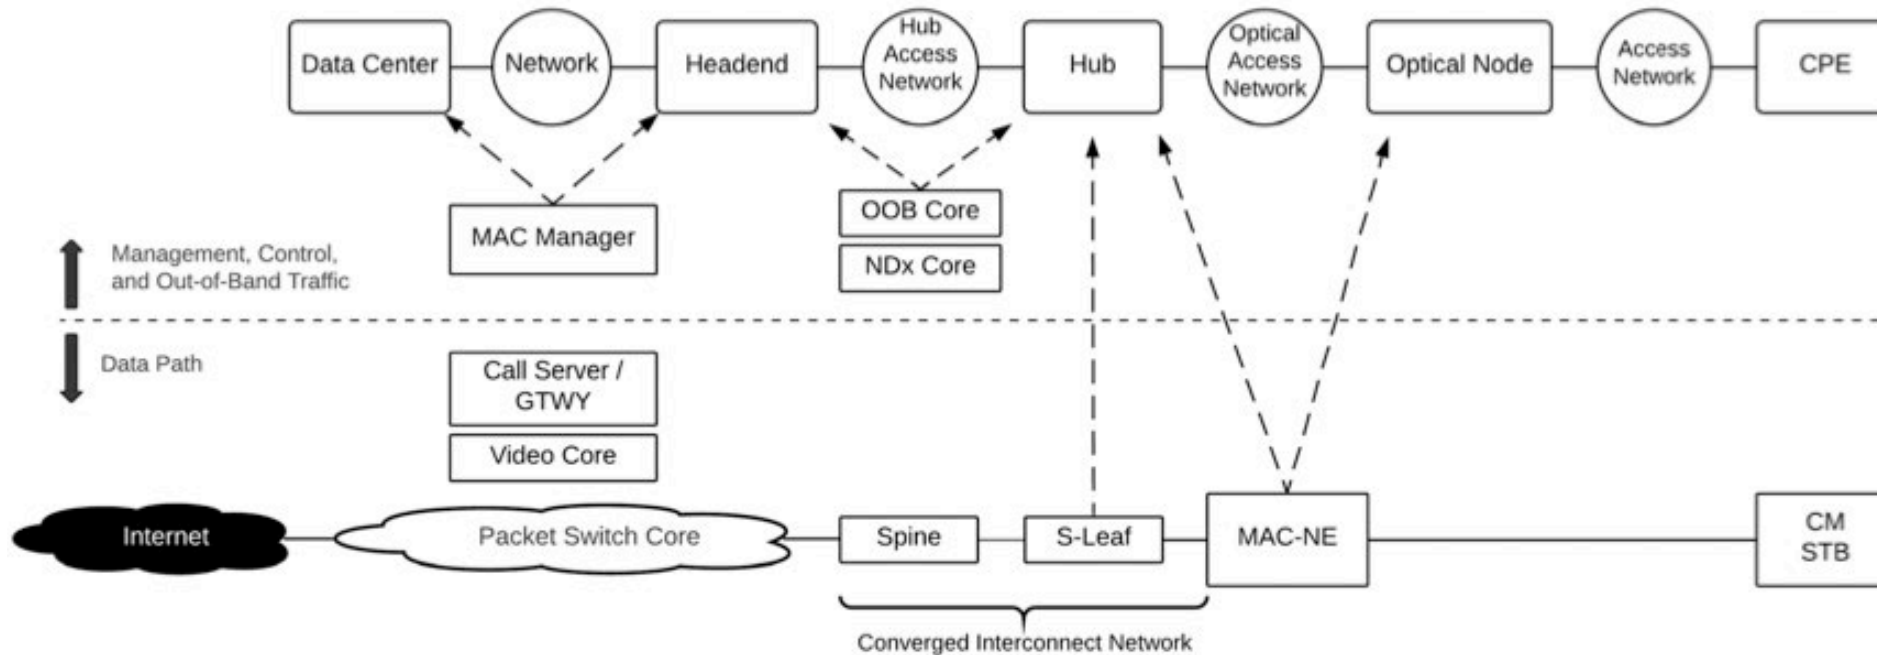 Data Center
Network
Headend
Hub
Access
Network
Hub
Optical
Access
Network
Optical Node
Access
Network
CPE
MAC Manager
OOB Core
NDx Core
Management, Control,
and Out-of-Band Traffic
Data Path
Call Server /
GTWY
Video Core
Internet
Packet Switch Core
Spine
S-Leaf
MAC-NE
CM
STB
Converged Interconnect Network